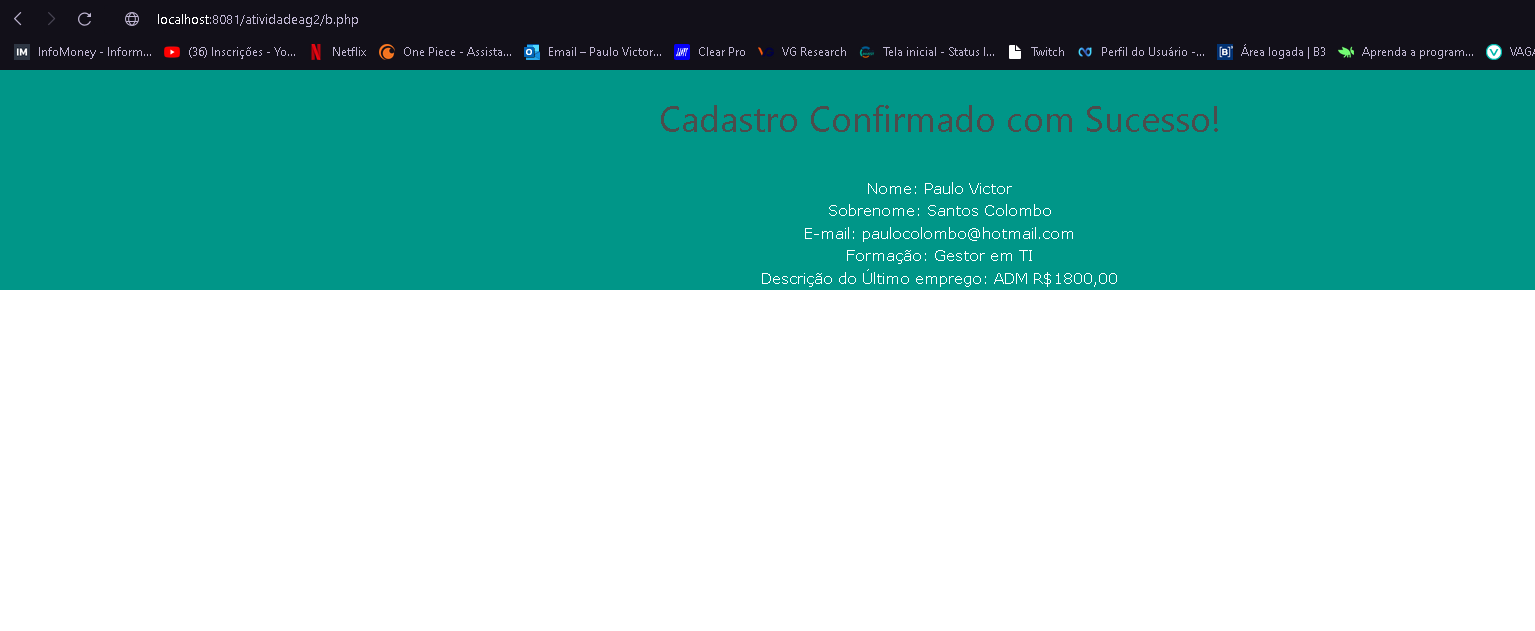 localhost:8081/atividadeag2/b.php
IM InfoMoney - Inform... (36) Inscrições - Yo... Netflix One Piece - Assista... Email – Paulo Victor... Clear Pro VG Research Tela inicial - Status I... Twitch Perfil do Usuário -... B Área logada | B3 Aprenda a program... VAGA
Cadastro Confirmado com Sucesso!
Nome: Paulo Victor
Sobrenome: Santos Colombo
E-mail: paulocolombo@hotmail.com
Formação: Gestor em TI
Descrição do Último emprego: ADM R$1800,00